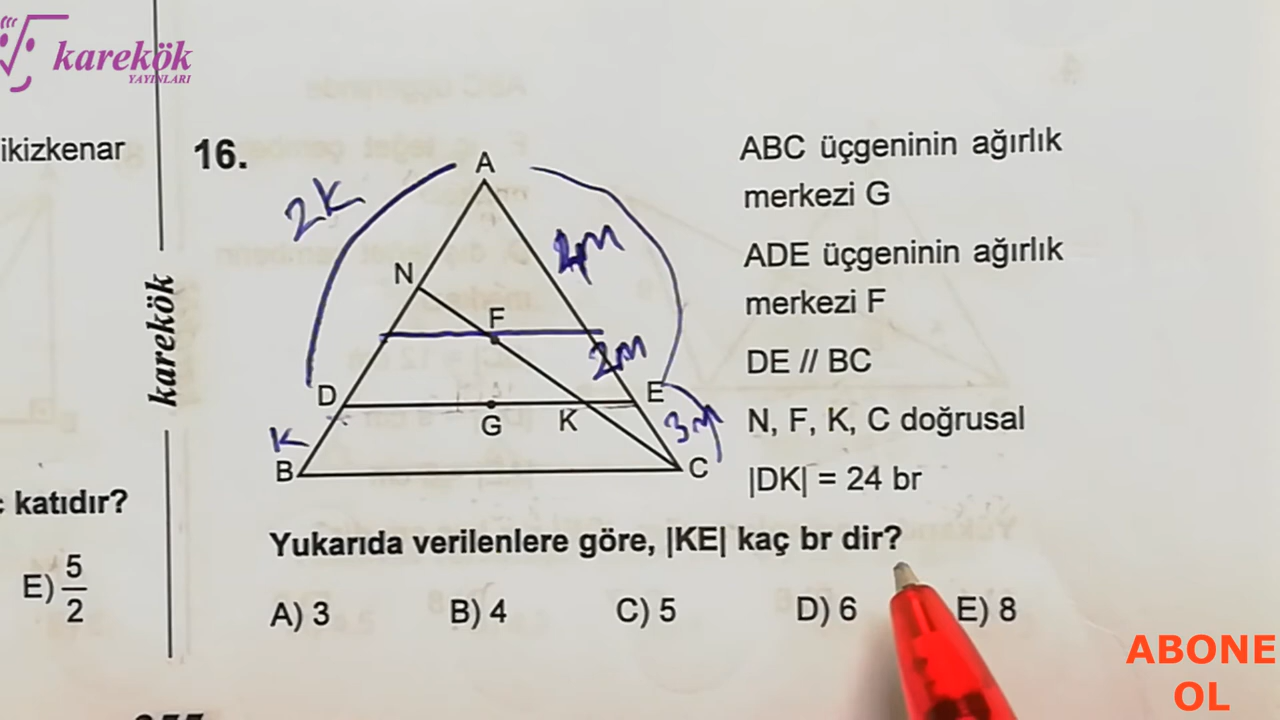 karekök
YAYINLARI
ikizkenar
16.
ABC üçgeninin ağırlık
merkezi G
ADE üçgeninin ağırlık
merkezi F
DE // BC
N, F, K, C doğrusal
|DK| = 24 br
A
2K
4m
N
F
2m
D
E
G
K
3m
K
B
C
karekök
Yukarıda verilenlere göre, |KE| kaç br dir?
A) 3 B) 4 C) 5 D) 6 E) 8
katıdır?
E) 5/2
ABONE
OL